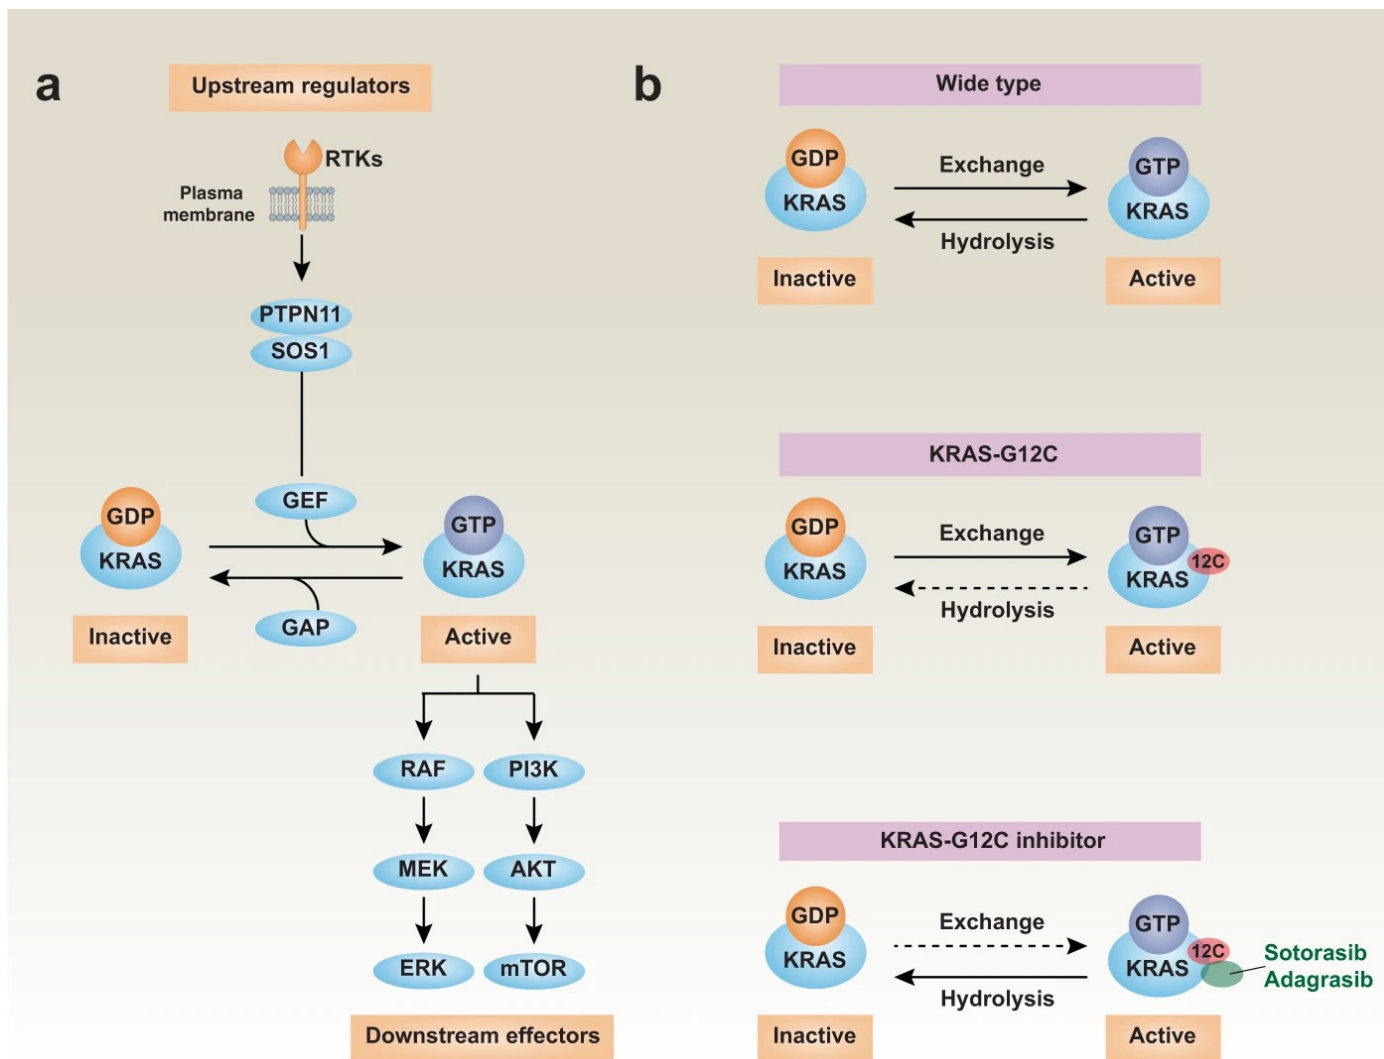 a
Upstream regulators
RTKs
Plasma
membrane
PTPN11
SOS1
GEF
GDP
KRAS
GTP
KRAS
GAP
Inactive
Active
RAF
PI3K
MEK
AKT
ERK
mTOR
Downstream effectors
b
Wide type
GDP
KRAS
Exchange
Hydrolysis
GTP
KRAS
Inactive
Active
KRAS-G12C
GDP
KRAS
Exchange
Hydrolysis
GTP
KRAS
12C
Inactive
Active
KRAS-G12C inhibitor
GDP
KRAS
Exchange
Hydrolysis
GTP
KRAS
12C
Sotorasib
Adagrasib
Inactive
Active